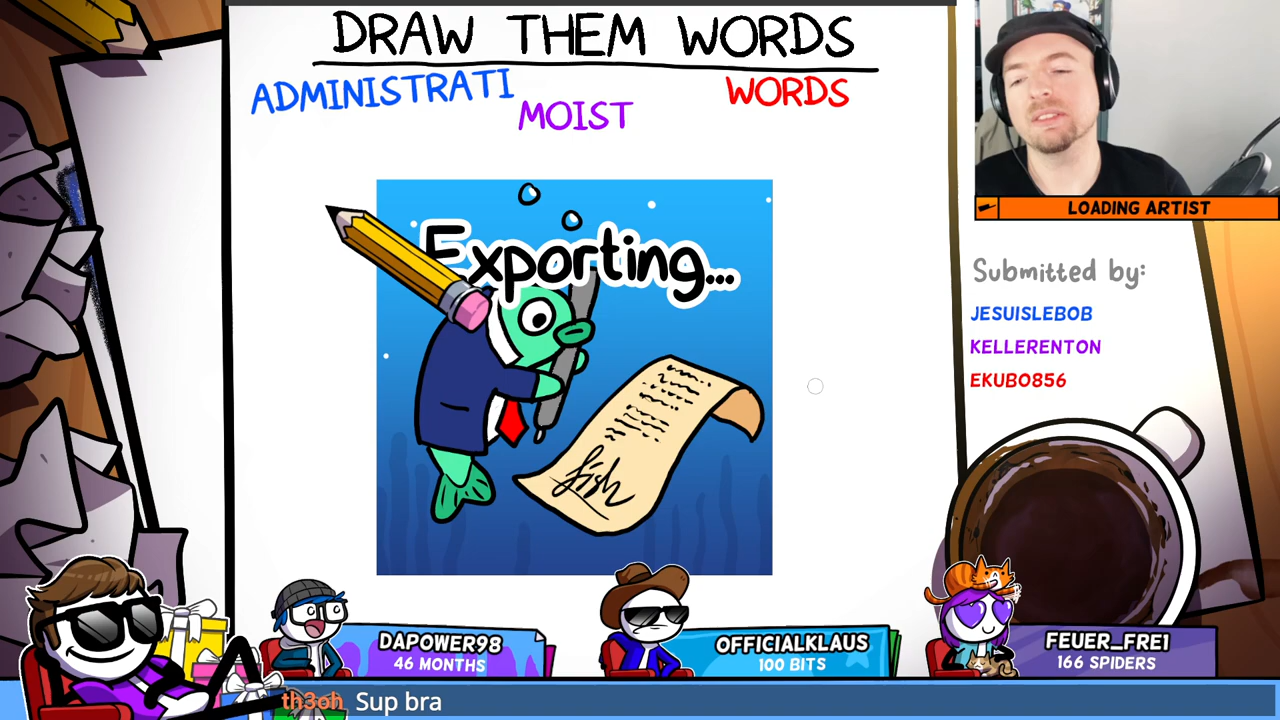 DRAW THEM WORDS
ADMINISTRATI
MOIST
WORDS
Exporting...
fish
LOADING ARTIST
Submitted by:
JESUISLEBOB
KELLERENTON
EKUBO856
DAPOWER98
46 MONTHS
OFFICIALKLAUS
100 BITS
FEUER_FREI
166 SPIDERS
th3oh Sup bra